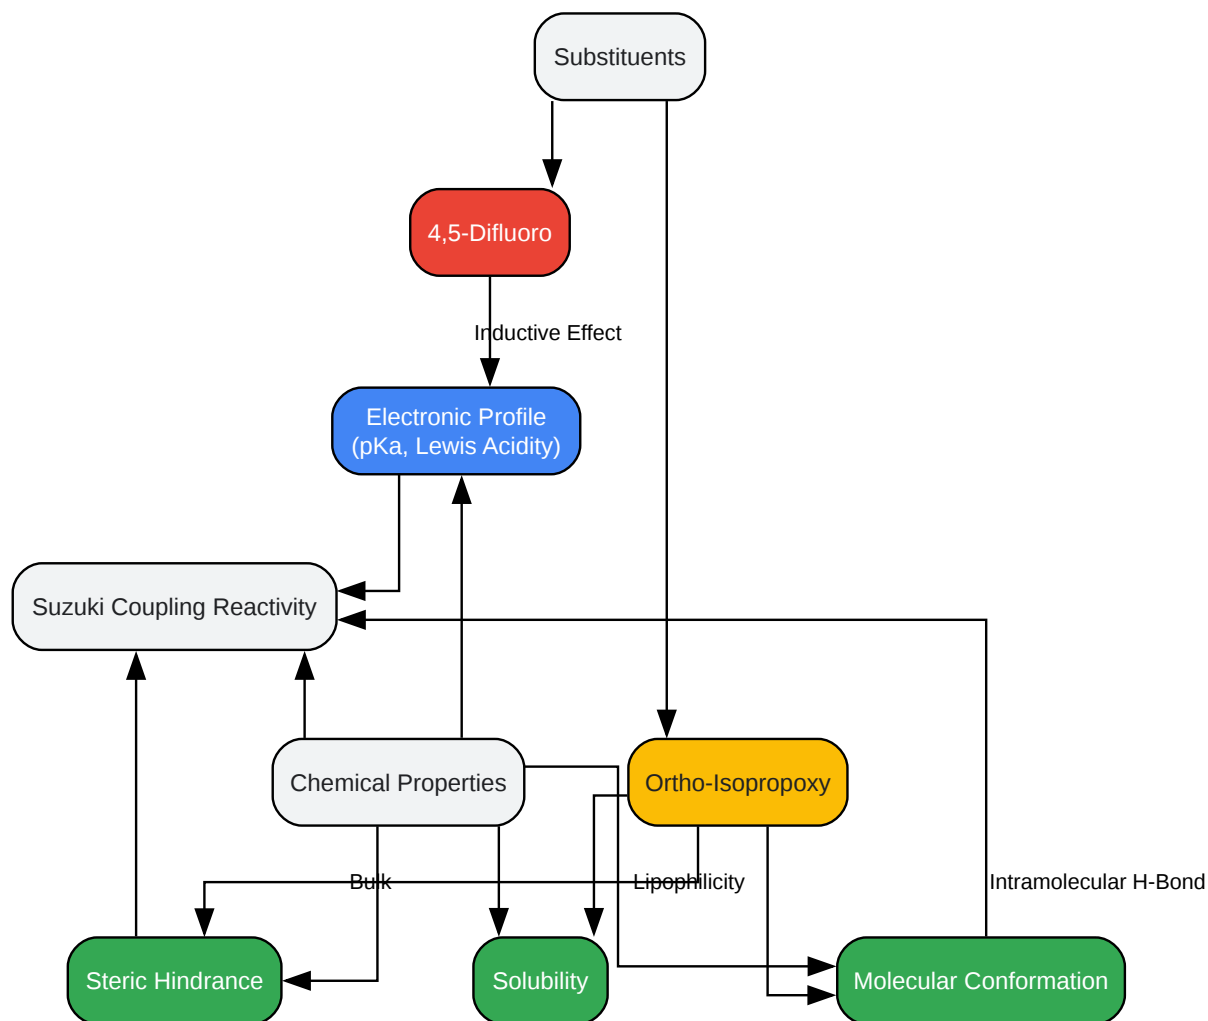 Substituents
4,5-Difluoro
Inductive Effect
Electronic Profile
(pKa, Lewis Acidity)
Suzuki Coupling Reactivity
Chemical Properties
Ortho-Isopropoxy
Bulk
Lipophilicity
Intramolecular H-Bond
Steric Hindrance
Solubility
Molecular Conformation